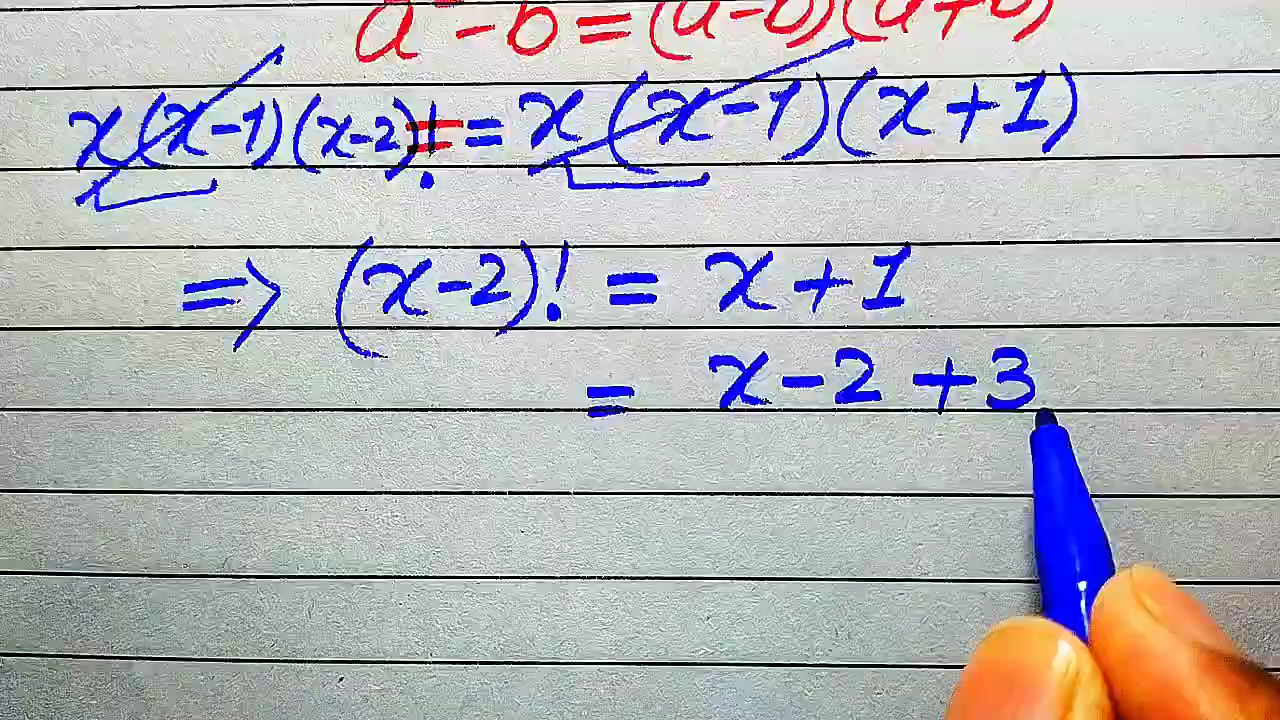 a²-b²=(a-b)(a+b)
x(x-1)(x-2)! = x(x-1)(x+1)
=> (x-2)! = x+1
= x-2+3